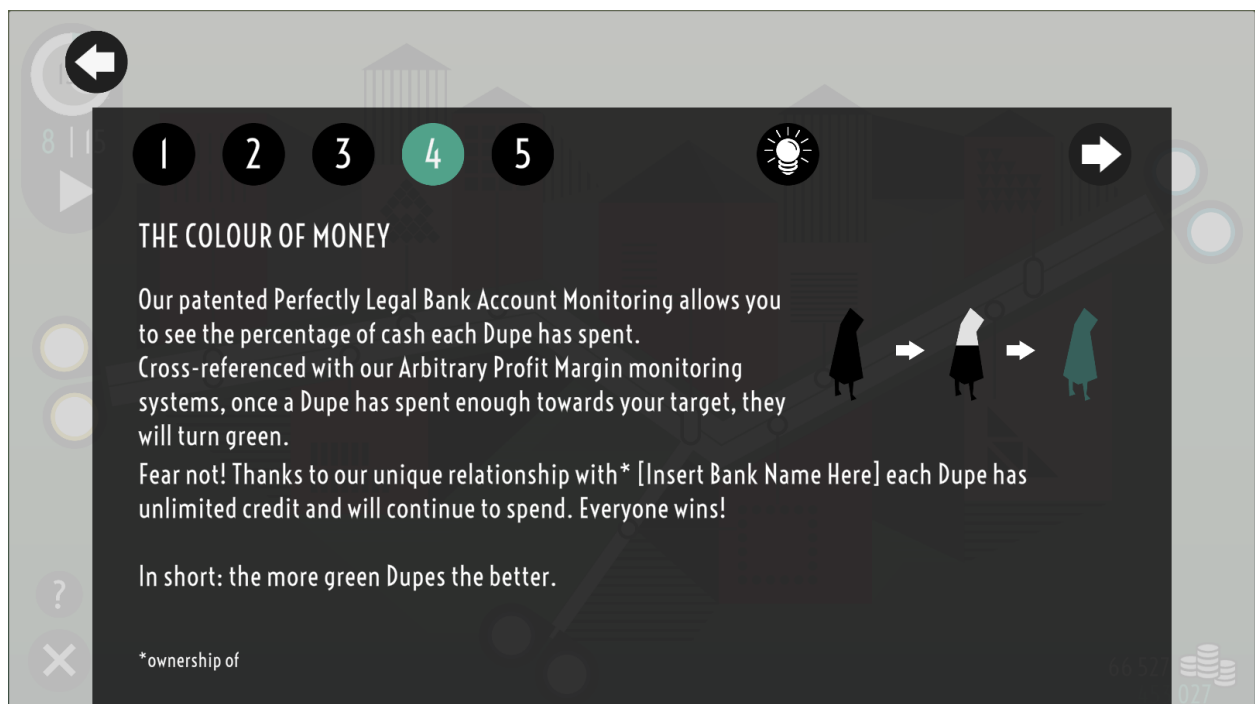 8 | 15
1 2 3 4 5
THE COLOUR OF MONEY
Our patented Perfectly Legal Bank Account Monitoring allows you
to see the percentage of cash each Dupe has spent.
Cross-referenced with our Arbitrary Profit Margin monitoring
systems, once a Dupe has spent enough towards your target, they
will turn green.
Fear not! Thanks to our unique relationship with* [Insert Bank Name Here] each Dupe has
unlimited credit and will continue to spend. Everyone wins!
In short: the more green Dupes the better.
?
*ownership of
027